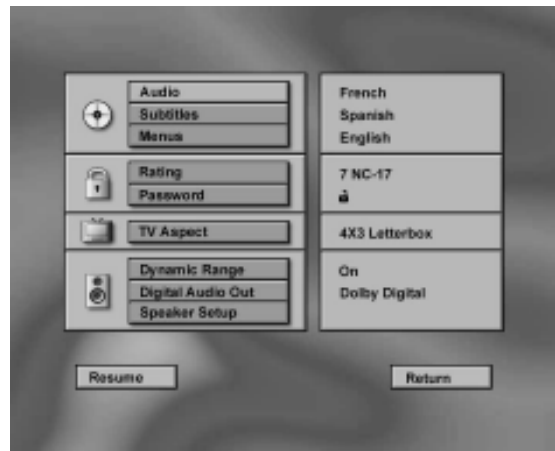 Audio French
Subtitles Spanish
Menus English
Rating 7 NC-17
Password
TV Aspect 4X3 Letterbox
Dynamic Range On
Digital Audio Out Dolby Digital
Speaker Setup
Resume Return